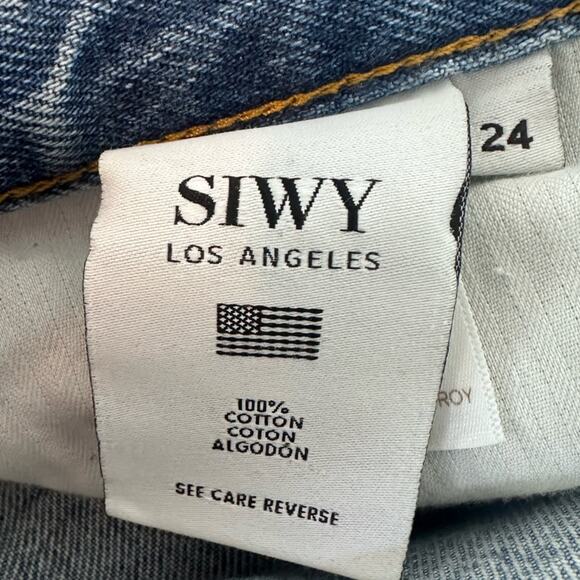 24
SIWY
LOS ANGELES
100%
COTTON
COTON
ALGODÓN
SEE CARE REVERSE